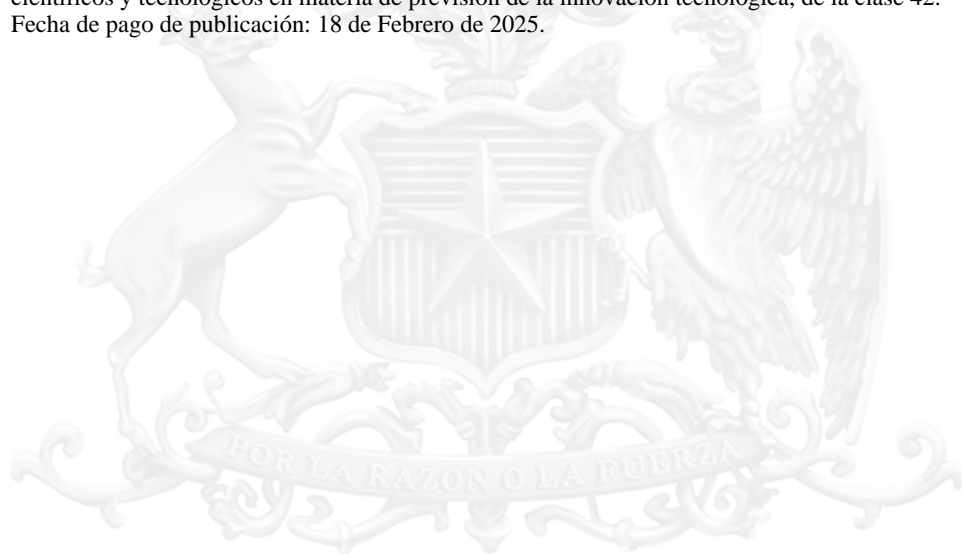 científicos y tecnológicos en materia de previsión de la innovación tecnológica, de la clase 42.
Fecha de pago de publicación: 18 de Febrero de 2025.
POR LA RAZON O LA FUERZA